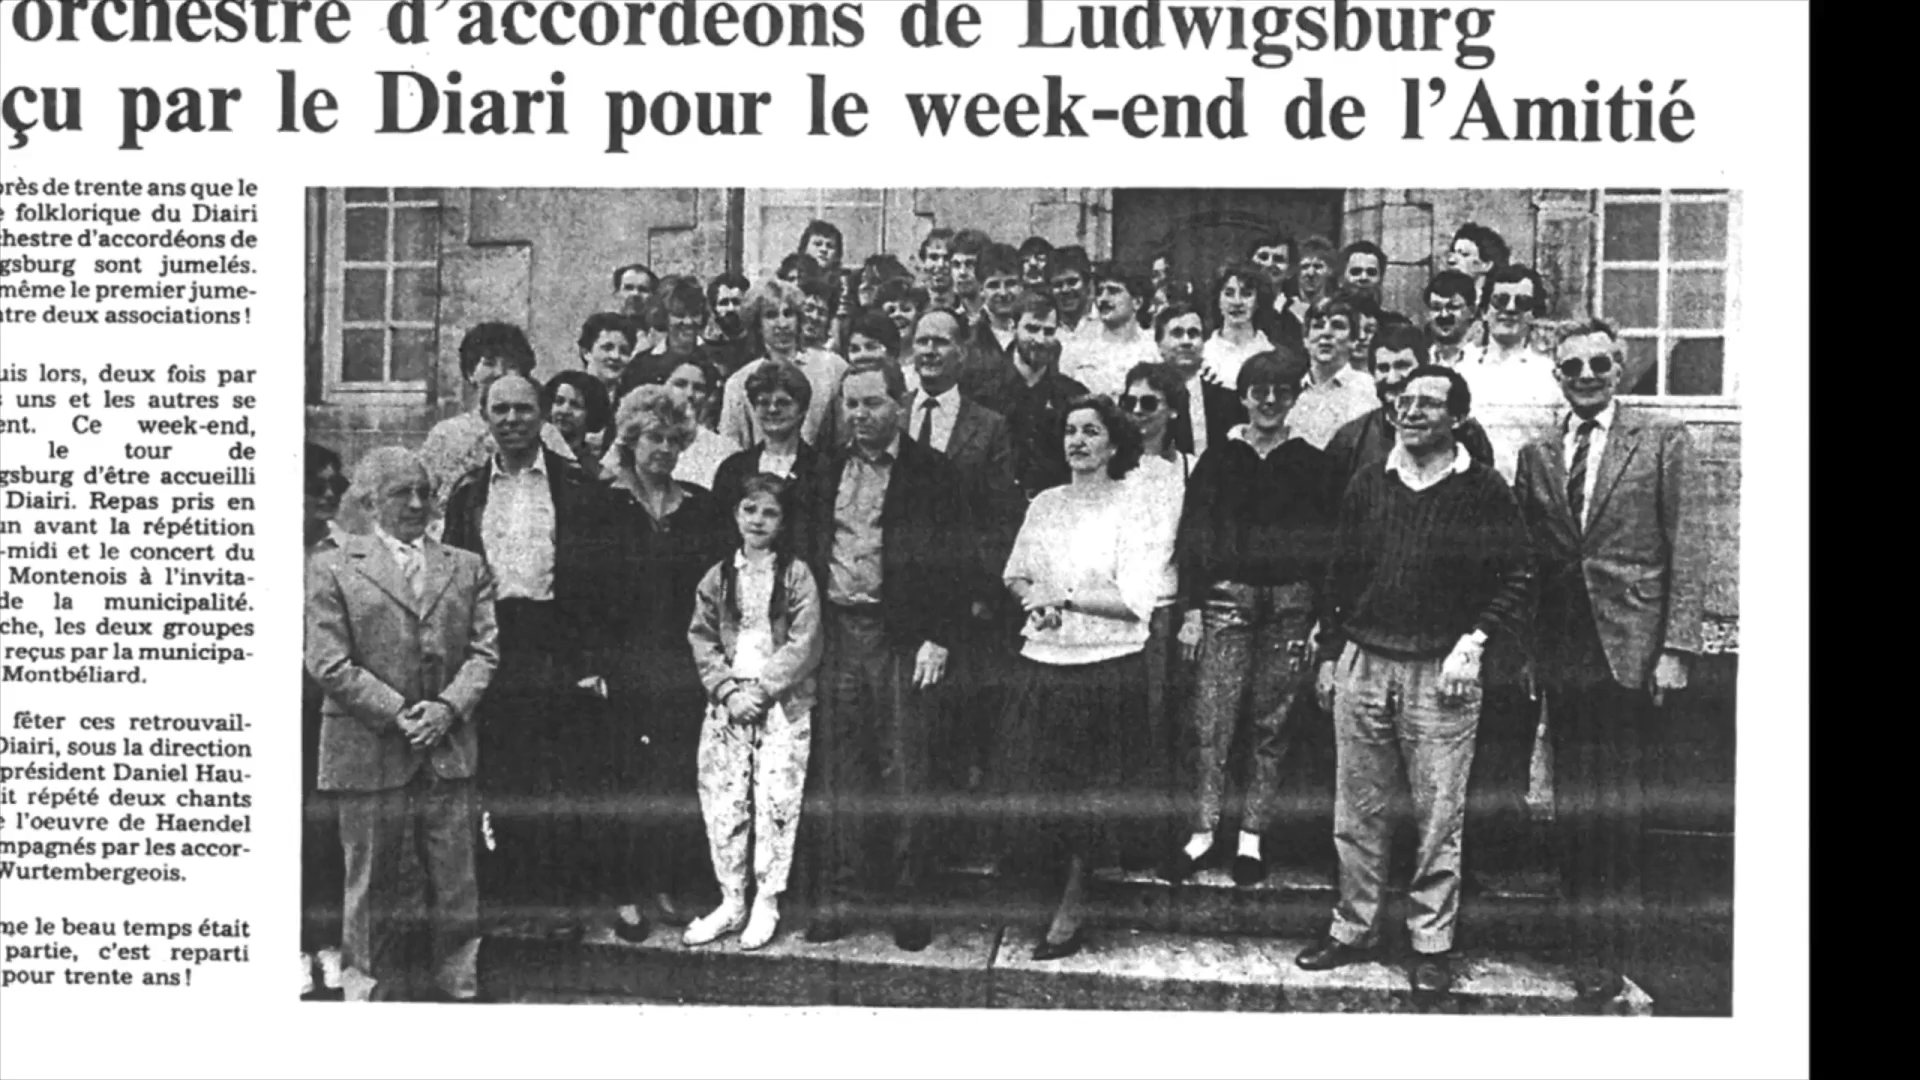 orchestre d'accordéons de Ludwigsburg
çu par le Diari pour le week-end de l'Amitié
près de trente ans que le
folklorique du Diairi
chestre d'accordéons de
gsburg sont jumelés.
même le premier jume-
ntre deux associations !
uis lors, deux fois par
uns et les autres se
ent. Ce week-end,
le tour de
gsburg d'être accueilli
Diairi. Repas pris en
un avant la répétition
-midi et le concert du
Montenois à l'invita-
de la municipalité.
che, les deux groupes
reçus par la municipa-
Montbéliard.
fêter ces retrouvail-
Diairi, sous la direction
président Daniel Hau-
it répété deux chants
l'oeuvre de Haendel
mpagnés par les accor-
Wurtembergeois.
me le beau temps était
partie, c'est reparti
pour trente ans !